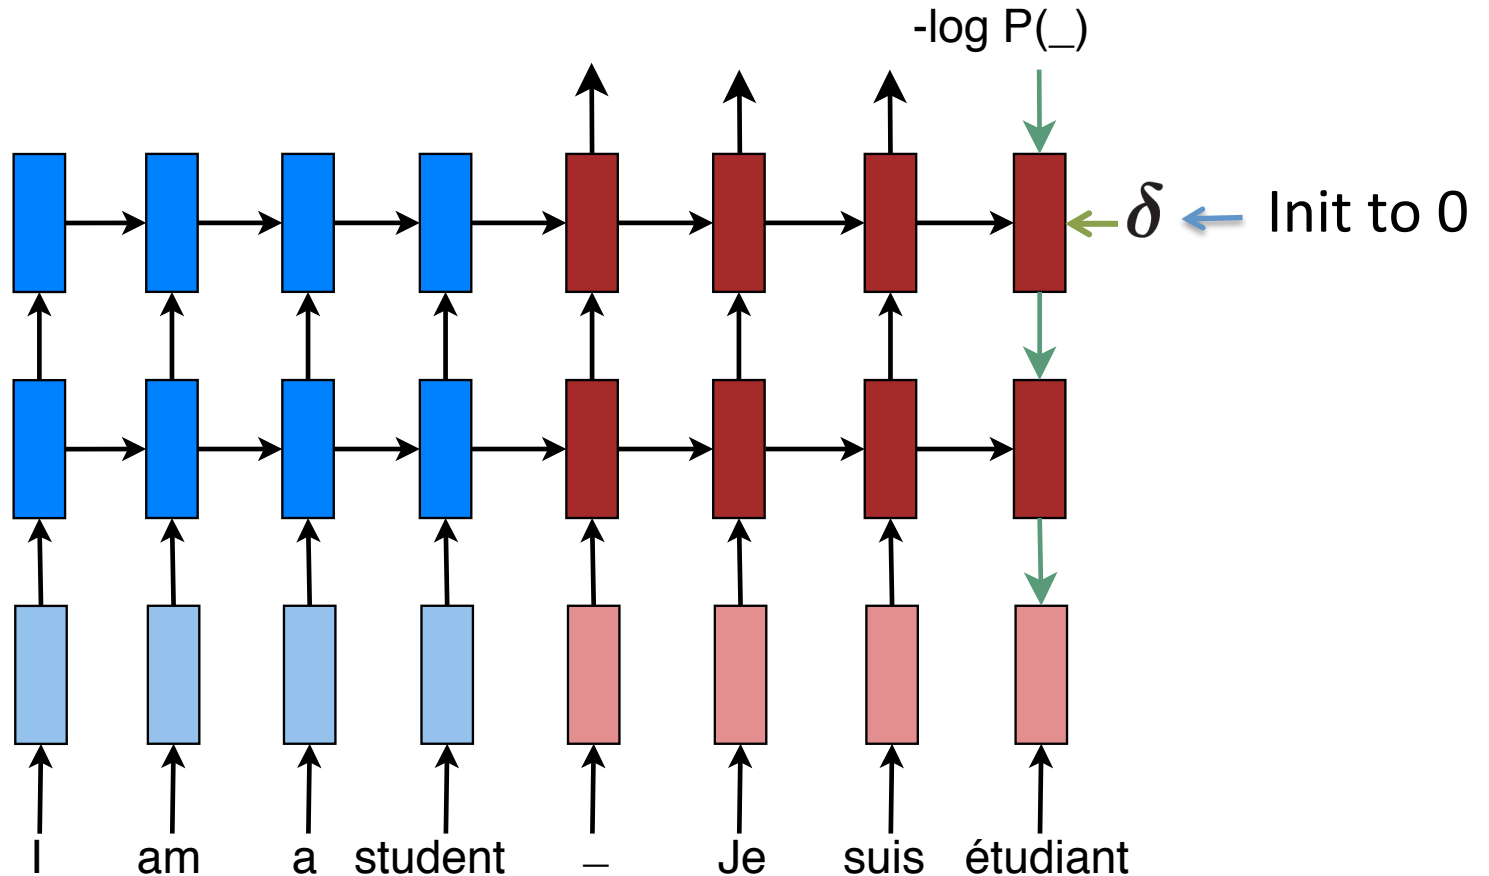 -log P(_)
δ Init to 0
I am a student _ Je suis étudiant